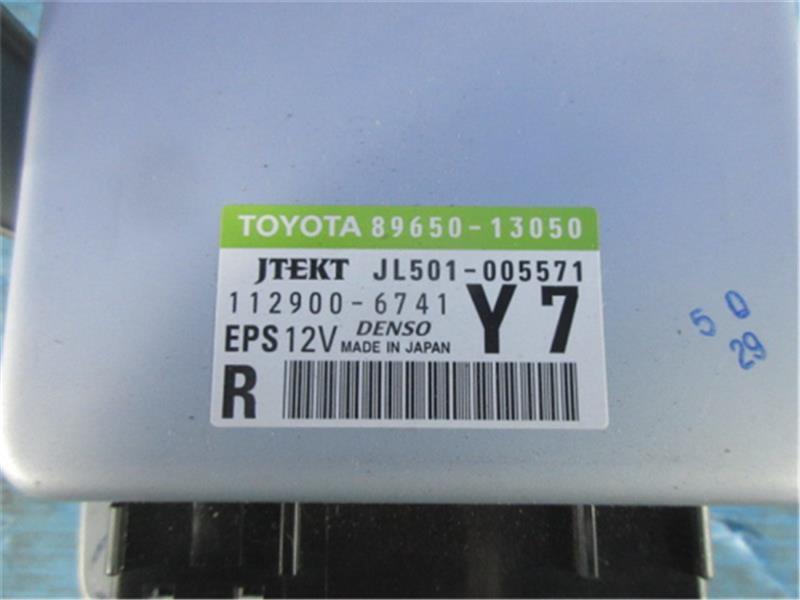 TOYOTA 89650-13050
JTEKT JL501-005571
112900-6741 Y7
EPS 12V DENSO MADE IN JAPAN
R
50
29